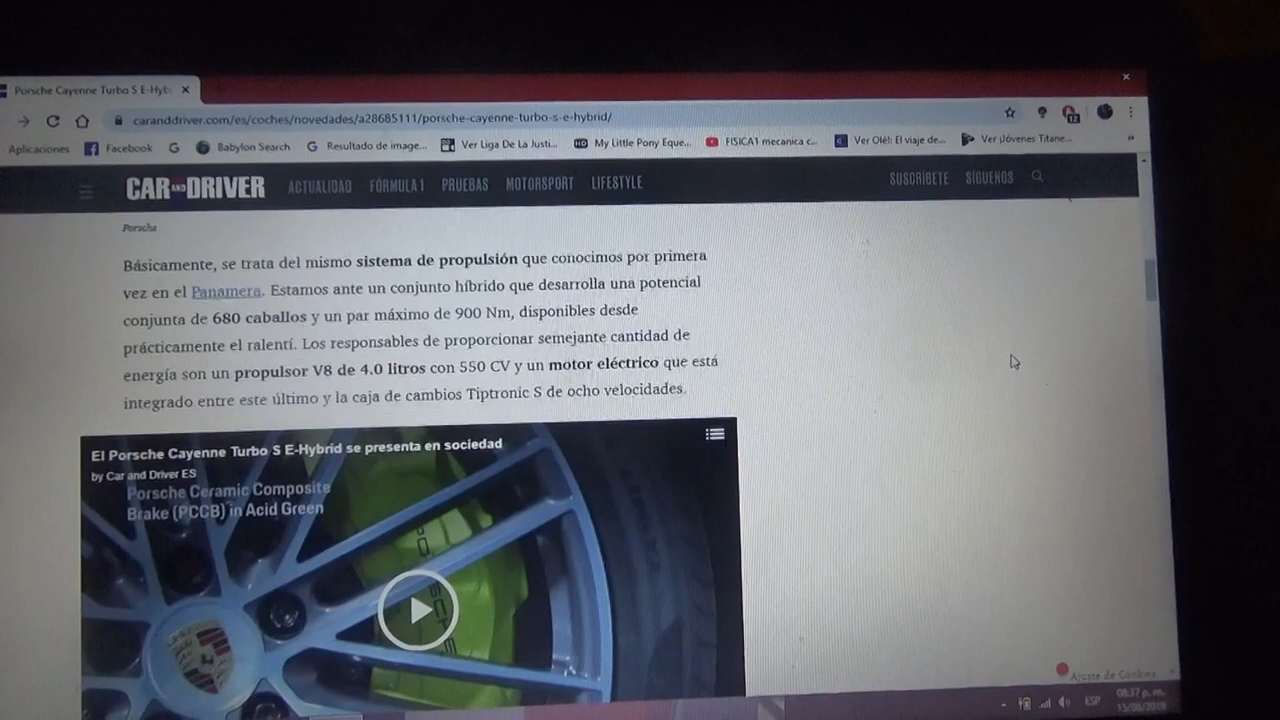 Porsche Cayenne Turbo S E-Hyb
caranddriver.com/es/coches/novedades/a28685111/porsche-cayenne-turbo-s-e-hybrid/
12
Aplicaciones Facebook Babylon Search Resultado de image... Ver Liga De La Justi... HD My Little Pony Eque... FISICA1 mecanica c... Ver Olé!: El viaje de... Ver Jóvenes Titane... »
CAR AND DRIVER ACTUALIDAD FÓRMULA 1 PRUEBAS MOTORSPORT LIFESTYLE SUSCRÍBETE SÍGUENOS
Porsche
Básicamente, se trata del mismo sistema de propulsión que conocimos por primera
vez en el Panamera. Estamos ante un conjunto híbrido que desarrolla una potencial
conjunta de 680 caballos y un par máximo de 900 Nm, disponibles desde
prácticamente el ralentí. Los responsables de proporcionar semejante cantidad de
energía son un propulsor V8 de 4.0 litros con 550 CV y un motor eléctrico que está
integrado entre este último y la caja de cambios Tiptronic S de ocho velocidades.
El Porsche Cayenne Turbo S E-Hybrid se presenta en sociedad
by Car and Driver ES
Porsche Ceramic Composite
Brake (PCCB) in Acid Green
Ajuste de Cookies
ESP
08:37 p. m.
15/08/2019